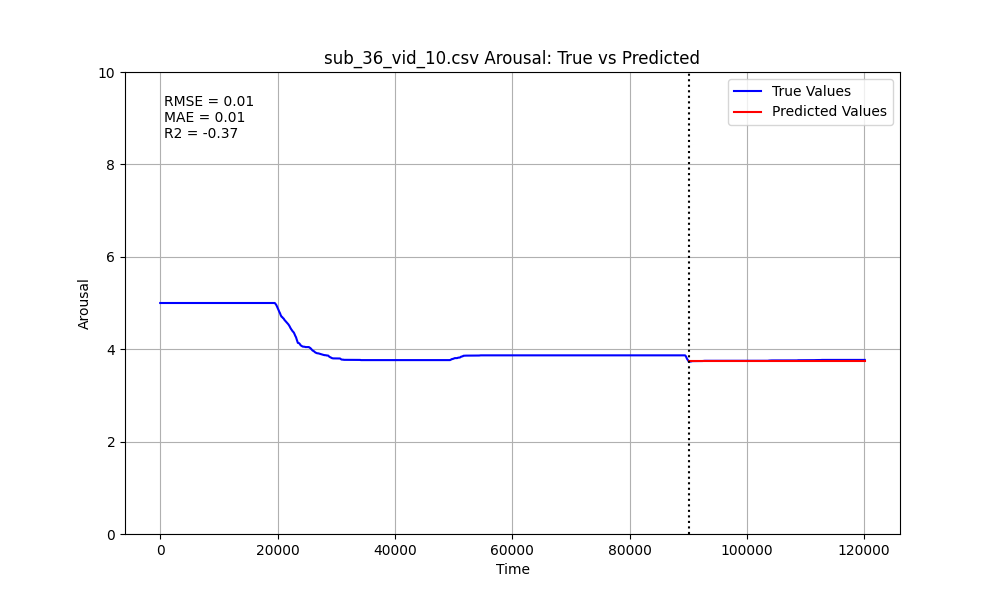 sub_36_vid_10.csv Arousal: True vs Predicted
RMSE = 0.01
MAE = 0.01
R2 = -0.37
True Values
Predicted Values
10
8
6
4
2
0
Arousal
0 20000 40000 60000 80000 100000 120000
Time